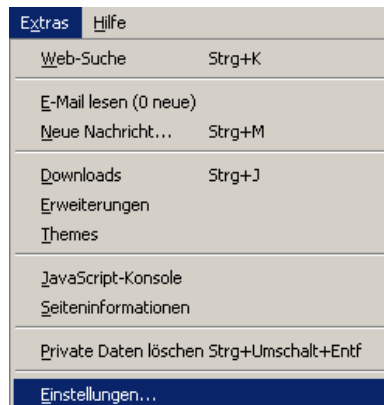 Extras Hilfe
Web-Suche Strg+K
E-Mail lesen (0 neue)
Neue Nachricht... Strg+M
Downloads Strg+J
Erweiterungen
Themes
JavaScript-Konsole
Seiteninformationen
Private Daten löschen Strg+Umschalt+Entf
Einstellungen...